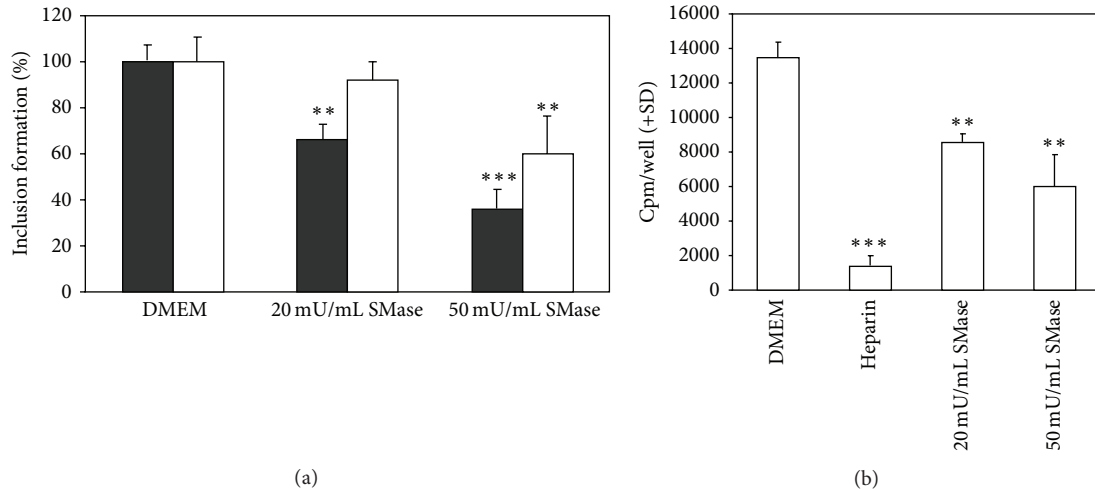 120
100
80
60
40
20
0
Inclusion formation (%)
**
***
**
DMEM
20 mU/mL SMase
50 mU/mL SMase
(a)
16000
14000
12000
10000
8000
6000
4000
2000
0
Cpm/well (+SD)
***
**
**
DMEM
Heparin
20 mU/mL SMase
50 mU/mL SMase
(b)